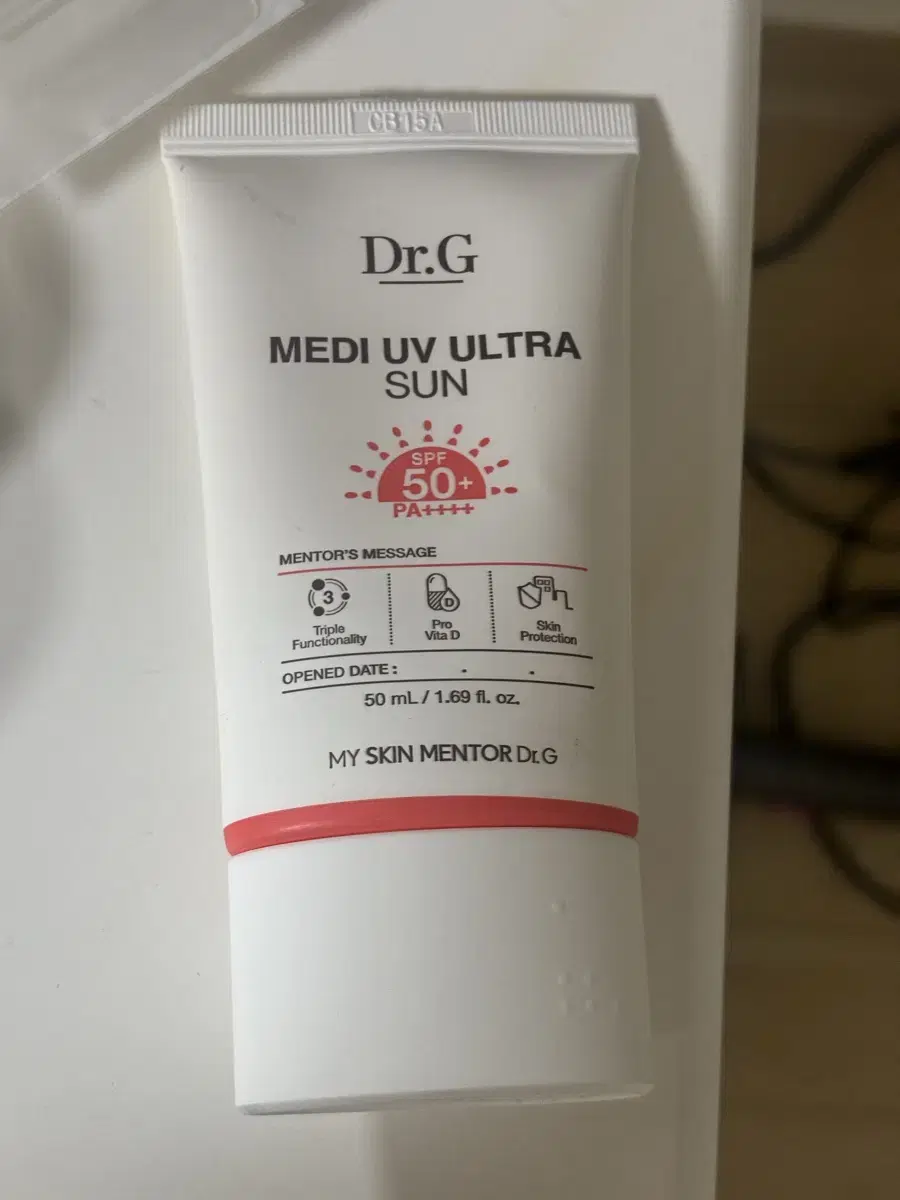 CB15A
Dr.G
MEDI UV ULTRA
SUN
SPF
50+
PA++++
MENTOR'S MESSAGE
3
Triple
Functionality
D
Pro
Vita D
Skin
Protection
OPENED DATE : . .
50 mL / 1.69 fl. oz.
MY SKIN MENTOR Dr.G